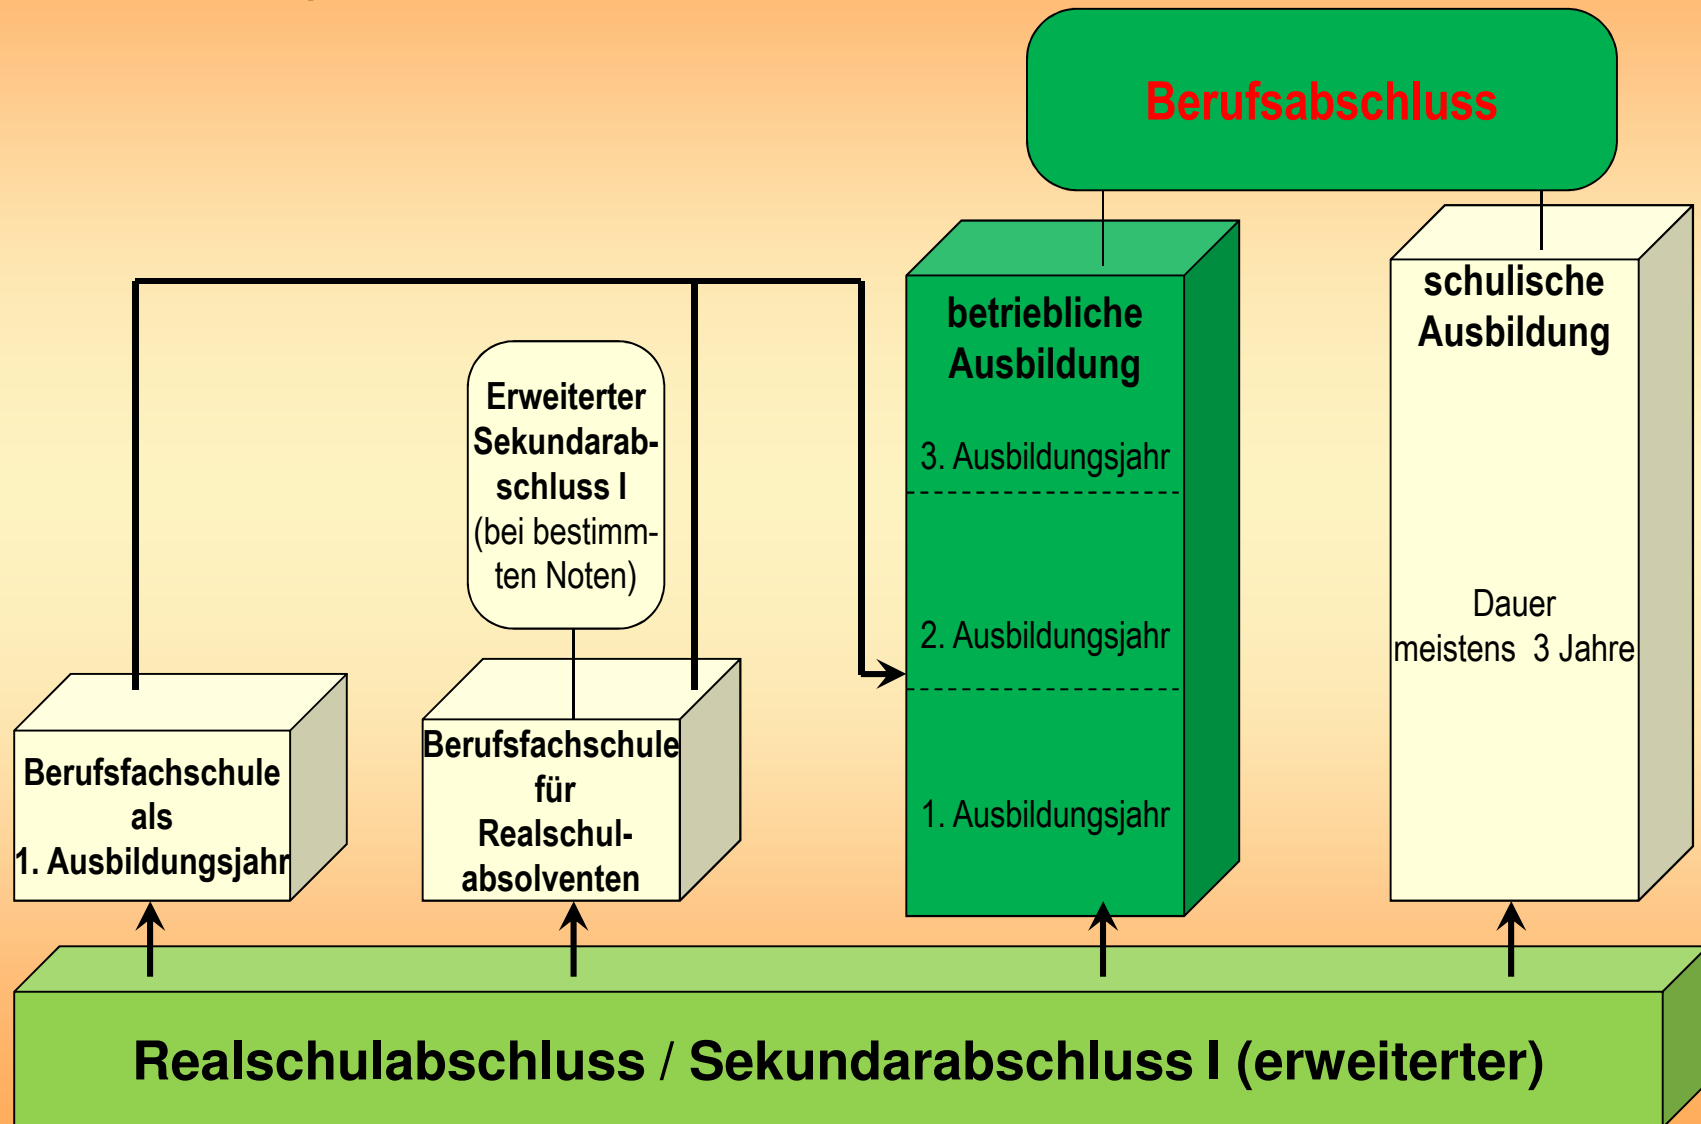 Berufsabschluss
betriebliche
Ausbildung
3. Ausbildungsjahr
2. Ausbildungsjahr
1. Ausbildungsjahr
schulische
Ausbildung
Dauer
meistens 3 Jahre
Erweiterter
Sekundarab-
schluss I
(bei bestimm-
ten Noten)
Berufsfachschule
als
1. Ausbildungsjahr
Berufsfachschule
für
Realschul-
absolventen
Realschulabschluss / Sekundarabschluss I (erweiterter)